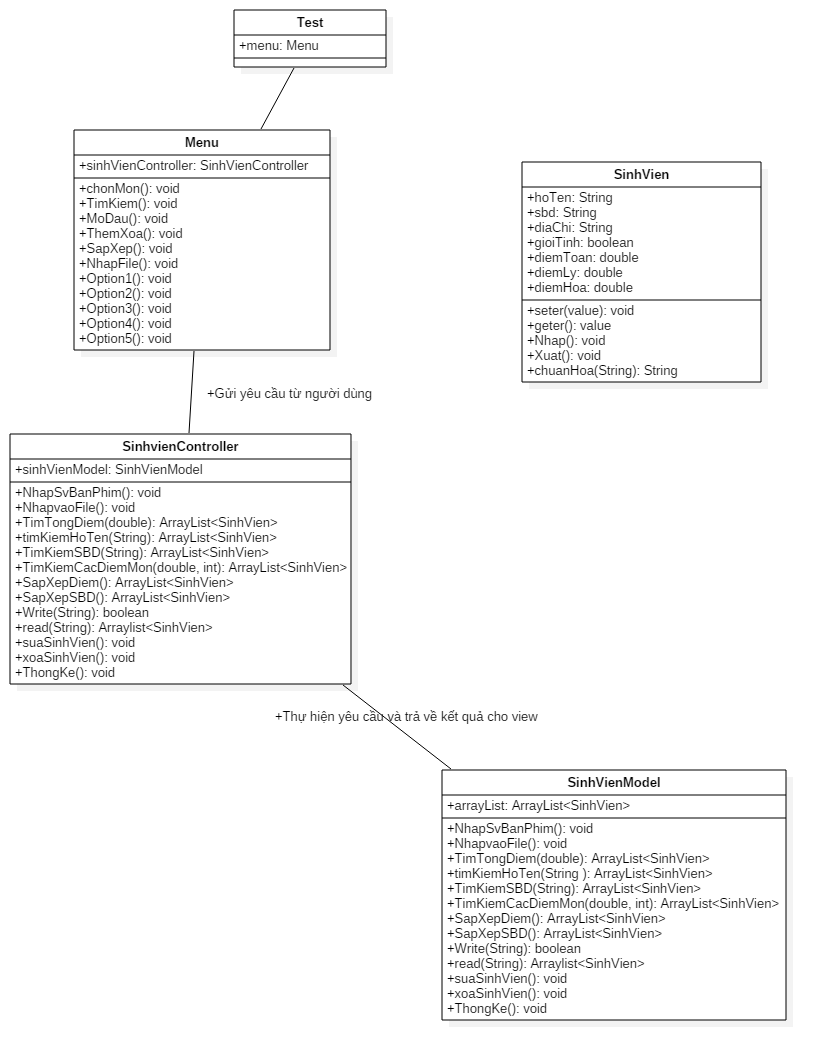 Test
+menu: Menu
Menu
+sinhVienController: SinhVienController
+chonMon(): void
+TimKiem(): void
+MoDau(): void
+ThemXoa(): void
+SapXep(): void
+NhapFile(): void
+Option1(): void
+Option2(): void
+Option3(): void
+Option4(): void
+Option5(): void
SinhVien
+hoTen: String
+sbd: String
+diaChi: String
+gioiTinh: boolean
+diemToan: double
+diemLy: double
+diemHoa: double
+seter(value): void
+geter(): value
+Nhap(): void
+Xuat(): void
+chuanHoa(String): String
+Gửi yêu cầu từ người dùng
SinhvienController
+sinhVienModel: SinhVienModel
+NhapSvBanPhim(): void
+NhapvaoFile(): void
+TimTongDiem(double): ArrayList<SinhVien>
+timKiemHoTen(String): ArrayList<SinhVien>
+TimKiemSBD(String): ArrayList<SinhVien>
+TimKiemCacDiemMon(double, int): ArrayList<SinhVien>
+SapXepDiem(): ArrayList<SinhVien>
+SapXepSBD(): ArrayList<SinhVien>
+Write(String): boolean
+read(String): Arraylist<SinhVien>
+suaSinhVien(): void
+xoaSinhVien(): void
+ThongKe(): void
+Thự hiện yêu cầu và trả về kết quả cho view
SinhVienModel
+arrayList: ArrayList<SinhVien>
+NhapSvBanPhim(): void
+NhapvaoFile(): void
+TimTongDiem(double): ArrayList<SinhVien>
+timKiemHoTen(String ): ArrayList<SinhVien>
+TimKiemSBD(String): ArrayList<SinhVien>
+TimKiemCacDiemMon(double, int): ArrayList<SinhVien>
+SapXepDiem(): ArrayList<SinhVien>
+SapXepSBD(): ArrayList<SinhVien>
+Write(String): boolean
+read(String): Arraylist<SinhVien>
+suaSinhVien(): void
+xoaSinhVien(): void
+ThongKe(): void